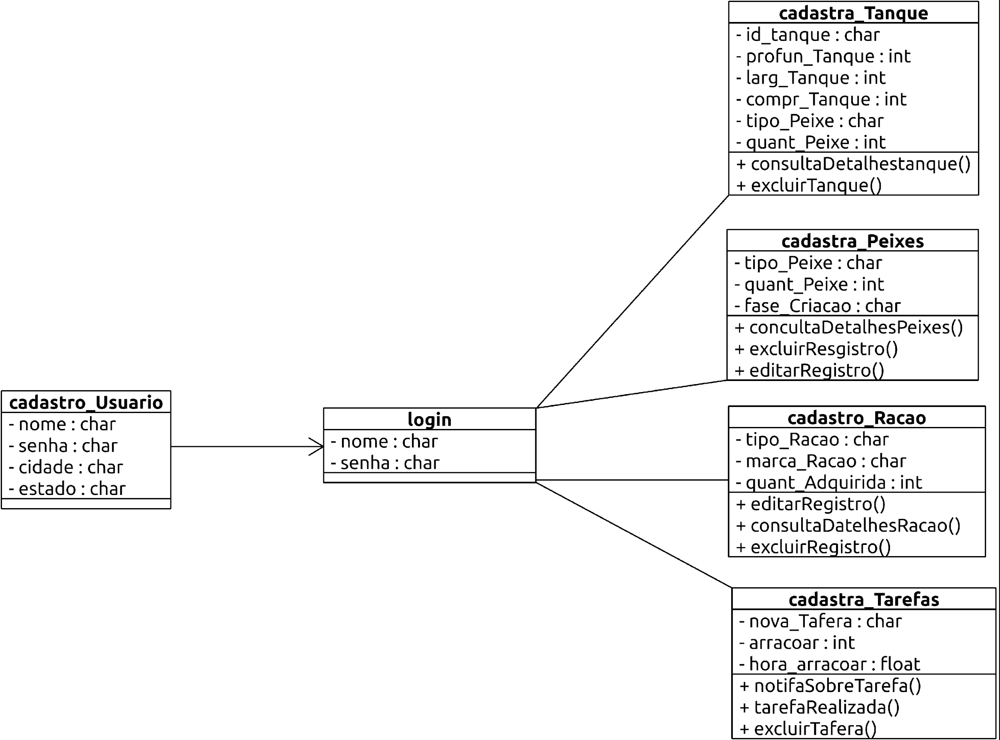 cadastra_Tanque
- id_tanque : char
- profun_Tanque : int
- larg_Tanque : int
- compr_Tanque : int
- tipo_Peixe : char
- quant_Peixe : int
+ consultaDetalhestanque()
+ excluirTanque()
cadastra_Peixes
- tipo_Peixe : char
- quant_Peixe : int
- fase_Criacao : char
+ concultaDetalhesPeixes()
+ excluirResgistro()
+ editarRegistro()
cadastro_Usuario
- nome : char
- senha : char
- cidade : char
- estado : char
login
- nome : char
- senha : char
cadastro_Racao
- tipo_Racao : char
- marca_Racao : char
- quant_Adquirida : int
+ editarRegistro()
+ consultaDatelhesRacao()
+ excluirRegistro()
cadastra_Tarefas
- nova_Tafera : char
- arracoar : int
- hora_arracoar : float
+ notifaSobreTarefa()
+ tarefaRealizada()
+ excluirTafera()